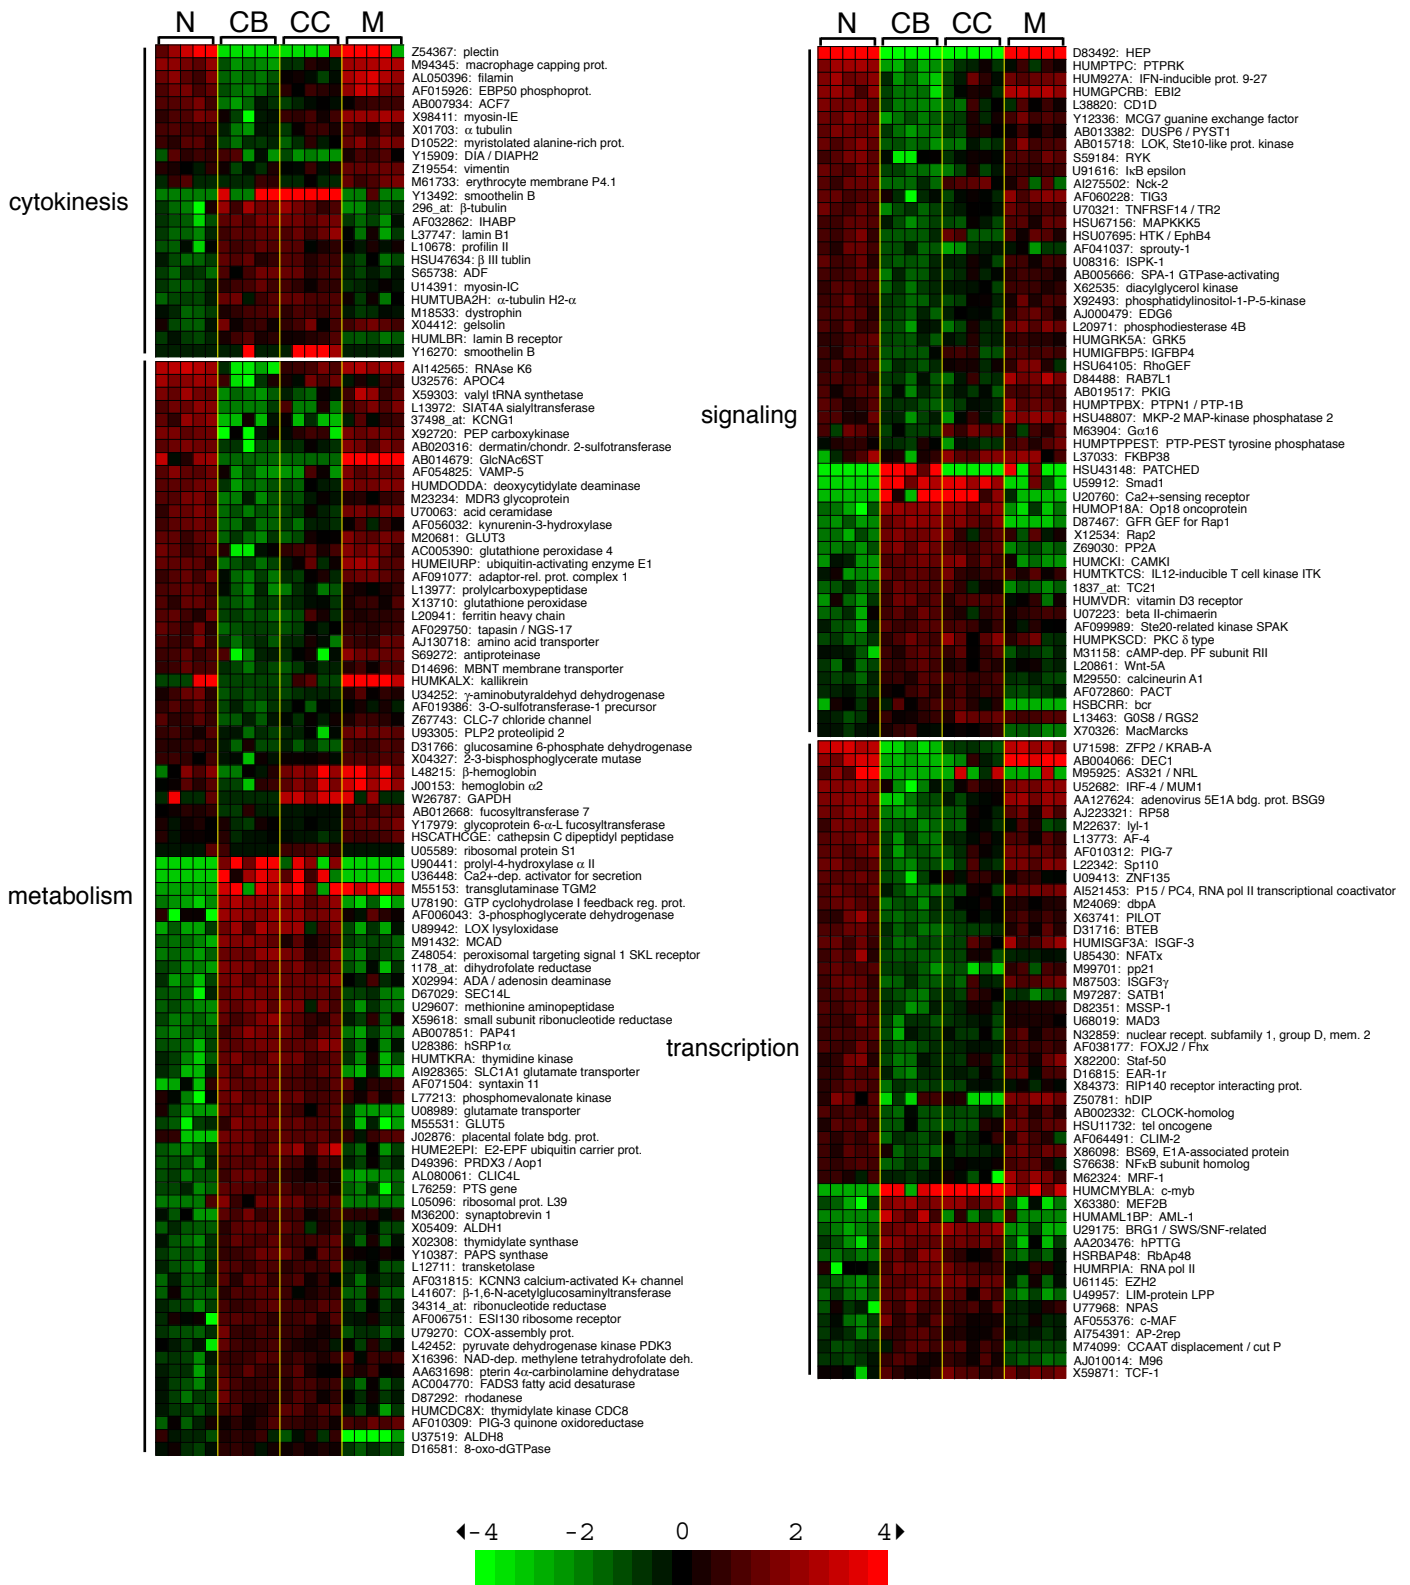 N CB CC M
cytokinesis
Z54367: plectin
M94345: macrophage capping prot.
AL050396: filamin
AF015926: EBP50 phosphoprot.
AB007934: ACF7
X98411: myosin-IE
X01703: α tubulin
D10522: myristolated alanine-rich prot.
Y15909: DIA / DIAPH2
Z19554: vimentin
M61733: erythrocyte membrane P4.1
Y13492: smoothelin B
296_at: β-tubulin
AF032862: IHABP
L37747: lamin B1
L10678: profilin II
HSU47634: β III tublin
S65738: ADF
U14391: myosin-IC
HUMTUBA2H: α-tubulin H2-α
M18533: dystrophin
X04412: gelsolin
HUMLBR: lamin B receptor
Y16270: smoothelin B
metabolism
AI142565: RNAse K6
U32576: APOC4
X59303: valyl tRNA synthetase
L13972: SIAT4A sialyltransferase
37498_at: KCNG1
X92720: PEP carboxykinase
AB020316: dermatin/chondr. 2-sulfotransferase
AB014679: GlcNAc6ST
AF054825: VAMP-5
HUMDODDA: deoxycytidylate deaminase
M23234: MDR3 glycoprotein
U70063: acid ceramidase
AF056032: kynurenin-3-hydroxylase
M20681: GLUT3
AC005390: glutathione peroxidase 4
HUMEIURP: ubiquitin-activating enzyme E1
AF091077: adaptor-rel. prot. complex 1
L13977: prolylcarboxypeptidase
X13710: glutathione peroxidase
L20941: ferritin heavy chain
AF029750: tapasin / NGS-17
AJ130718: amino acid transporter
S69272: antiproteinase
D14696: MBNT membrane transporter
HUMKALX: kallikrein
U34252: γ-aminobutyraldehyd dehydrogenase
AF019386: 3-O-sulfotransferase-1 precursor
Z67743: CLC-7 chloride channel
U93305: PLP2 proteolipid 2
D31766: glucosamine 6-phosphate dehydrogenase
X04327: 2-3-bisphosphoglycerate mutase
L48215: β-hemoglobin
J00153: hemoglobin α2
W26787: GAPDH
AB012668: fucosyltransferase 7
Y17979: glycoprotein 6-α-L fucosyltransferase
HSCATHCGE: cathepsin C dipeptidyl peptidase
U05589: ribosomal protein S1
U90441: prolyl-4-hydroxylase α II
U36448: Ca2+-dep. activator for secretion
M55153: transglutaminase TGM2
U78190: GTP cyclohydrolase I feedback reg. prot.
AF006043: 3-phosphoglycerate dehydrogenase
U89942: LOX lysyloxidase
M91432: MCAD
Z48054: peroxisomal targeting signal 1 SKL receptor
1178_at: dihydrofolate reductase
X02994: ADA / adenosin deaminase
D67029: SEC14L
U29607: methionine aminopeptidase
X59618: small subunit ribonucleotide reductase
AB007851: PAP41
U28386: hSRP1α
HUMTKRA: thymidine kinase
AI928365: SLC1A1 glutamate transporter
AF071504: syntaxin 11
L77213: phosphomevalonate kinase
U08989: glutamate transporter
M55531: GLUT5
J02876: placental folate bdg. prot.
HUME2EPI: E2-EPF ubiquitin carrier prot.
D49396: PRDX3 / Aop1
AL080061: CLIC4L
L76259: PTS gene
L05096: ribosomal prot. L39
M36200: synaptobrevin 1
X05409: ALDH1
X02308: thymidylate synthase
Y10387: PAPS synthase
L12711: transketolase
AF031815: KCNN3 calcium-activated K+ channel
L41607: β-1,6-N-acetylglucosaminyltransferase
34314_at: ribonucleotide reductase
AF006751: ESI130 ribosome receptor
U79270: COX-assembly prot.
L42452: pyruvate dehydrogenase kinase PDK3
X16396: NAD-dep. methylene tetrahydrofolate deh.
AA631698: pterin 4α-carbinolamine dehydratase
AC004770: FADS3 fatty acid desaturase
D87292: rhodanese
HUMCDC8X: thymidylate kinase CDC8
AF010309: PIG-3 quinone oxidoreductase
U37519: ALDH8
D16581: 8-oxo-dGTPase
N CB CC M
signaling
D83492: HEP
HUMPTPC: PTPRK
HUM927A: IFN-inducible prot. 9-27
HUMGPCRB: EBI2
L38820: CD1D
Y12336: MCG7 guanine exchange factor
AB013382: DUSP6 / PYST1
AB015718: LOK, Ste10-like prot. kinase
S59184: RYK
U91616: IκB epsilon
AI275502: Nck-2
AF060228: TIG3
U70321: TNFRSF14 / TR2
HSU67156: MAPKKK5
HSU07695: HTK / EphB4
AF041037: sprouty-1
U08316: ISPK-1
AB005666: SPA-1 GTPase-activating
X62535: diacylglycerol kinase
X92493: phosphatidylinositol-1-P-5-kinase
AJ000479: EDG6
L20971: phosphodiesterase 4B
HUMGRK5A: GRK5
HUMIGFBP5: IGFBP4
HSU64105: RhoGEF
D84488: RAB7L1
AB019517: PKIG
HUMPTPBX: PTPN1 / PTP-1B
HSU48807: MKP-2 MAP-kinase phosphatase 2
M63904: Gα16
HUMPTPPEST: PTP-PEST tyrosine phosphatase
L37033: FKBP38
HSU43148: PATCHED
U59912: Smad1
U20760: Ca2+-sensing receptor
HUMOP18A: Op18 oncoprotein
D87467: GFR GEF for Rap1
X12534: Rap2
Z69030: PP2A
HUMCKI: CAMKI
HUMTKTCS: IL12-inducible T cell kinase ITK
1837_at: TC21
HUMVDR: vitamin D3 receptor
U07223: beta II-chimaerin
AF099989: Ste20-related kinase SPAK
HUMPKSCD: PKC δ type
M31158: cAMP-dep. PF subunit RII
L20861: Wnt-5A
M29550: calcineurin A1
AF072860: PACT
HSBCRR: bcr
L13463: G0S8 / RGS2
X70326: MacMarcks
transcription
U71598: ZFP2 / KRAB-A
AB004066: DEC1
M95925: AS321 / NRL
U52682: IRF-4 / MUM1
AA127624: adenovirus 5E1A bdg. prot. BSG9
AJ223321: RP58
M22637: lyl-1
L13773: AF-4
AF010312: PIG-7
L22342: Sp110
U09413: ZNF135
AI521453: P15 / PC4, RNA pol II transcriptional coactivator
M24069: dbpA
X63741: PILOT
D31716: BTEB
HUMISGF3A: ISGF-3
U85430: NFATx
M99701: pp21
M87503: ISGF3γ
M97287: SATB1
D82351: MSSP-1
U68019: MAD3
N32859: nuclear recept. subfamily 1, group D, mem. 2
AF038177: FOXJ2 / Fhx
X82200: Staf-50
D16815: EAR-1r
X84373: RIP140 receptor interacting prot.
Z50781: hDIP
AB002332: CLOCK-homolog
HSU11732: tel oncogene
AF064491: CLIM-2
X86098: BS69, E1A-associated protein
S76638: NFκB subunit homolog
M62324: MRF-1
HUMCMYBLA: c-myb
X63380: MEF2B
HUMAML1BP: AML-1
U29175: BRG1 / SWS/SNF-related
AA203476: hPTTG
HSRBAP48: RbAp48
HUMRPIA: RNA pol II
U61145: EZH2
U49957: LIM-protein LPP
U77968: NPAS
AF055376: c-MAF
AI754391: AP-2rep
M74099: CCAAT displacement / cut P
AJ010014: M96
X59871: TCF-1
-4 -2 0 2 4